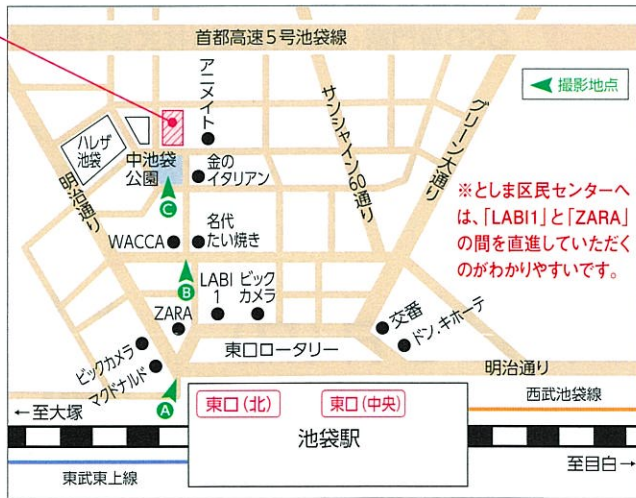 首都高速5号池袋線
アニメイト
撮影地点
ハレザ
池袋
中池袋
公園
金の
イタリアン
サンシャイン60通り
グリーン大通り
明治通り
C
WACCA
名代
たい焼き
※としま区民センターへ
は、「LABI1」と「ZARA」
の間を直進していただく
のがわかりやすいです。
B
LABI
1
ビック
カメラ
ZARA
交番
ドン.キホーテ
ビックカメラ
マクドナルド
東口ロータリー
明治通り
A
東口(北)
東口(中央)
西武池袋線
←至大塚
池袋駅
東武東上線
至目白→